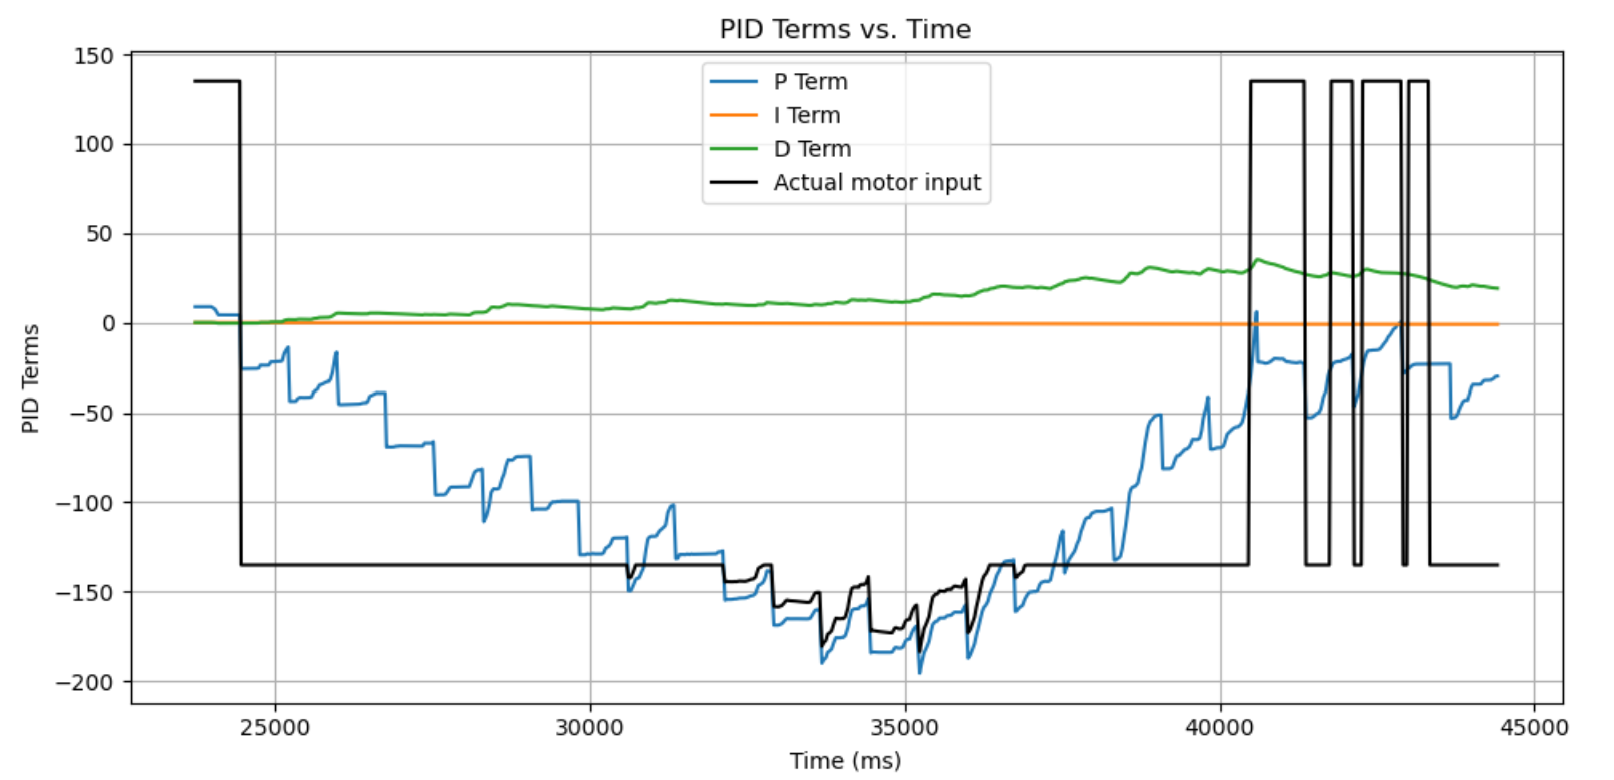 PID Terms vs. Time
150
100
50
0
−50
−100
−150
−200
PID Terms
P Term
I Term
D Term
Actual motor input
25000
30000
35000
40000
45000
Time (ms)